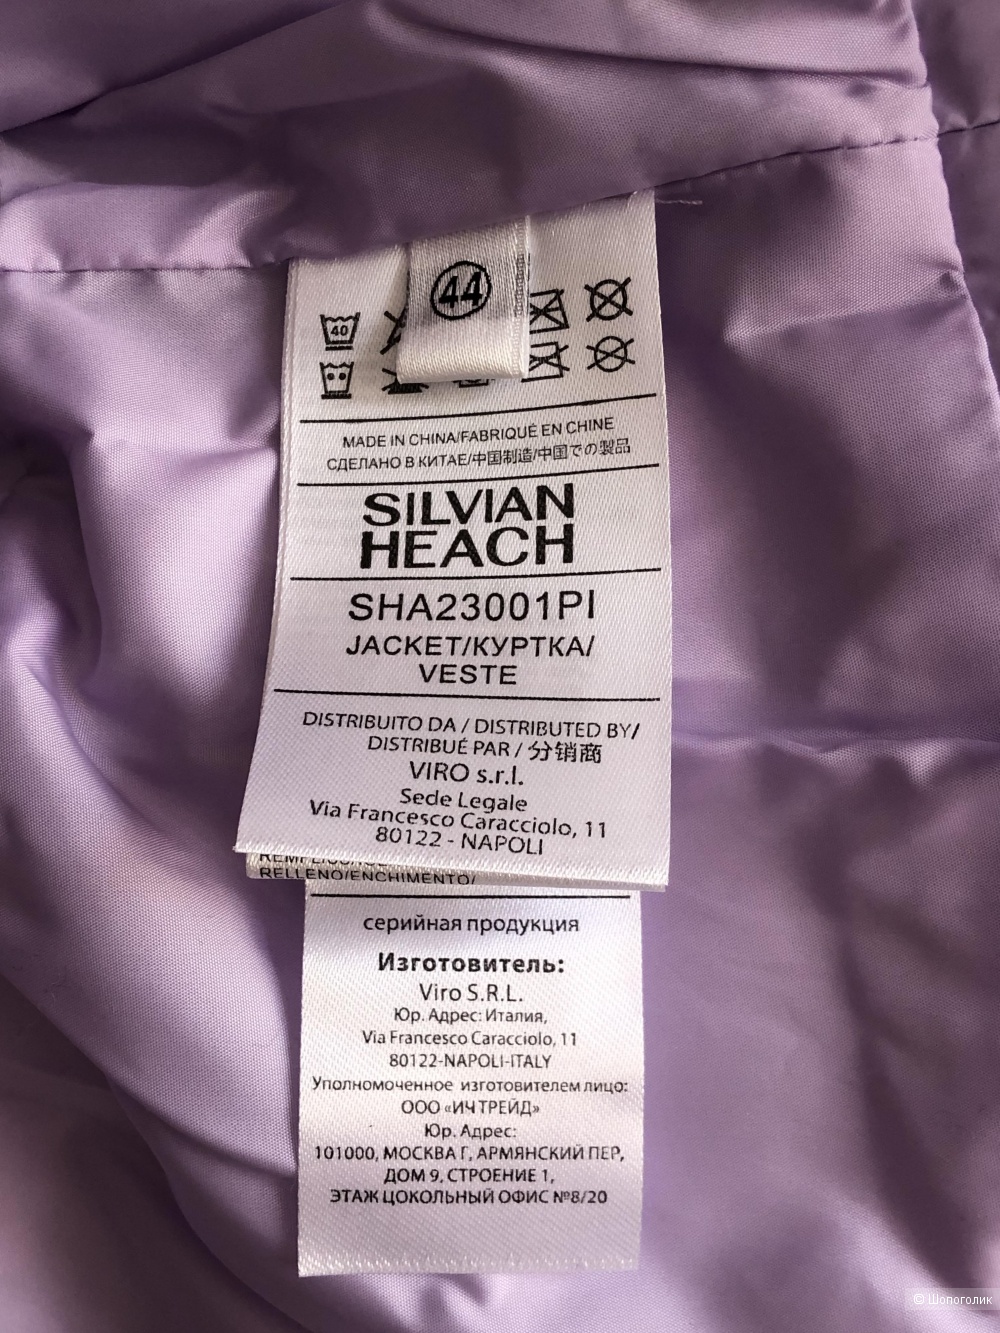 44
40
MADE IN CHINA/FABRIQUÉ EN CHINE
СДЕЛАНО В КИТАЕ/中国制造/中国での製品
SILVIAN
HEACH
SHA23001PI
JACKET/КУРТКА/
VESTE
DISTRIBUITO DA / DISTRIBUTED BY/
DISTRIBUÉ PAR / 分销商
VIRO s.r.l.
Sede Legale
Via Francesco Caracciolo, 11
80122 - NAPOLI
RELLENO/ENCHIMENTO/
серийная продукция
Изготовитель:
Viro S.R.L.
Юр. Адрес: Италия,
Via Francesco Caracciolo, 11
80122-NAPOLI-ITALY
Уполномоченное изготовителем лицо:
ООО «ИЧ ТРЕЙД»
Юр. Адрес:
101000, МОСКВА Г, АРМЯНСКИЙ ПЕР,
ДОМ 9, СТРОЕНИЕ 1,
ЭТАЖ ЦОКОЛЬНЫЙ ОФИС №8/20
© Шопоголик